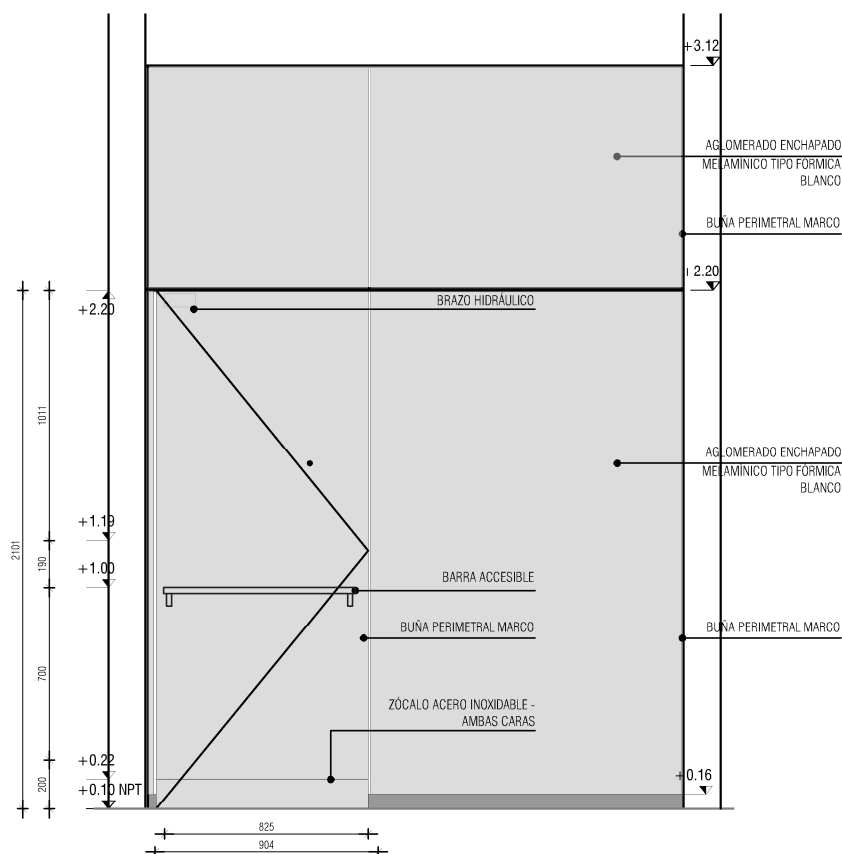 +3.12
AGLOMERADO ENCHAPADO
MELAMÍNICO TIPO FÓRMICA
BLANCO
BUÑA PERIMETRAL MARCO
+2.20
BRAZO HIDRÁULICO
+2.20
1011
AGLOMERADO ENCHAPADO
MELAMÍNICO TIPO FÓRMICA
BLANCO
+1.19
2101
190
+1.00
BARRA ACCESIBLE
BUÑA PERIMETRAL MARCO
BUÑA PERIMETRAL MARCO
700
ZÓCALO ACERO INOXIDABLE -
AMBAS CARAS
+0.22
+0.16
200
+0.10 NPT
825
904